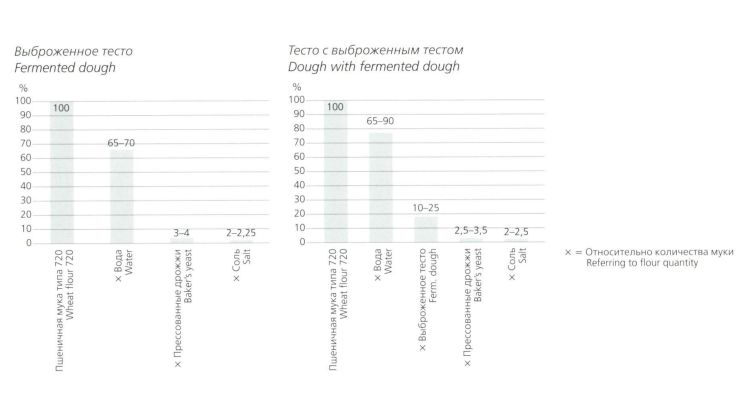 Выброженное тесто
Fermented dough
%
100
90
80
70
60
50
40
30
20
10
0
100
65–70
3–4
2–2,25
Пшеничная мука типа 720
Wheat flour 720
× Вода
Water
× Прессованные дрожжи
Baker's yeast
× Соль
Salt
Тесто с выброженным тестом
Dough with fermented dough
%
100
90
80
70
60
50
40
30
20
10
0
100
65–90
10–25
2,5–3,5
2–2,5
Пшеничная мука типа 720
Wheat flour 720
× Вода
Water
× Выброженное тесто
Ferm. dough
× Прессованные дрожжи
Baker's yeast
× Соль
Salt
× = Относительно количества муки
Referring to flour quantity